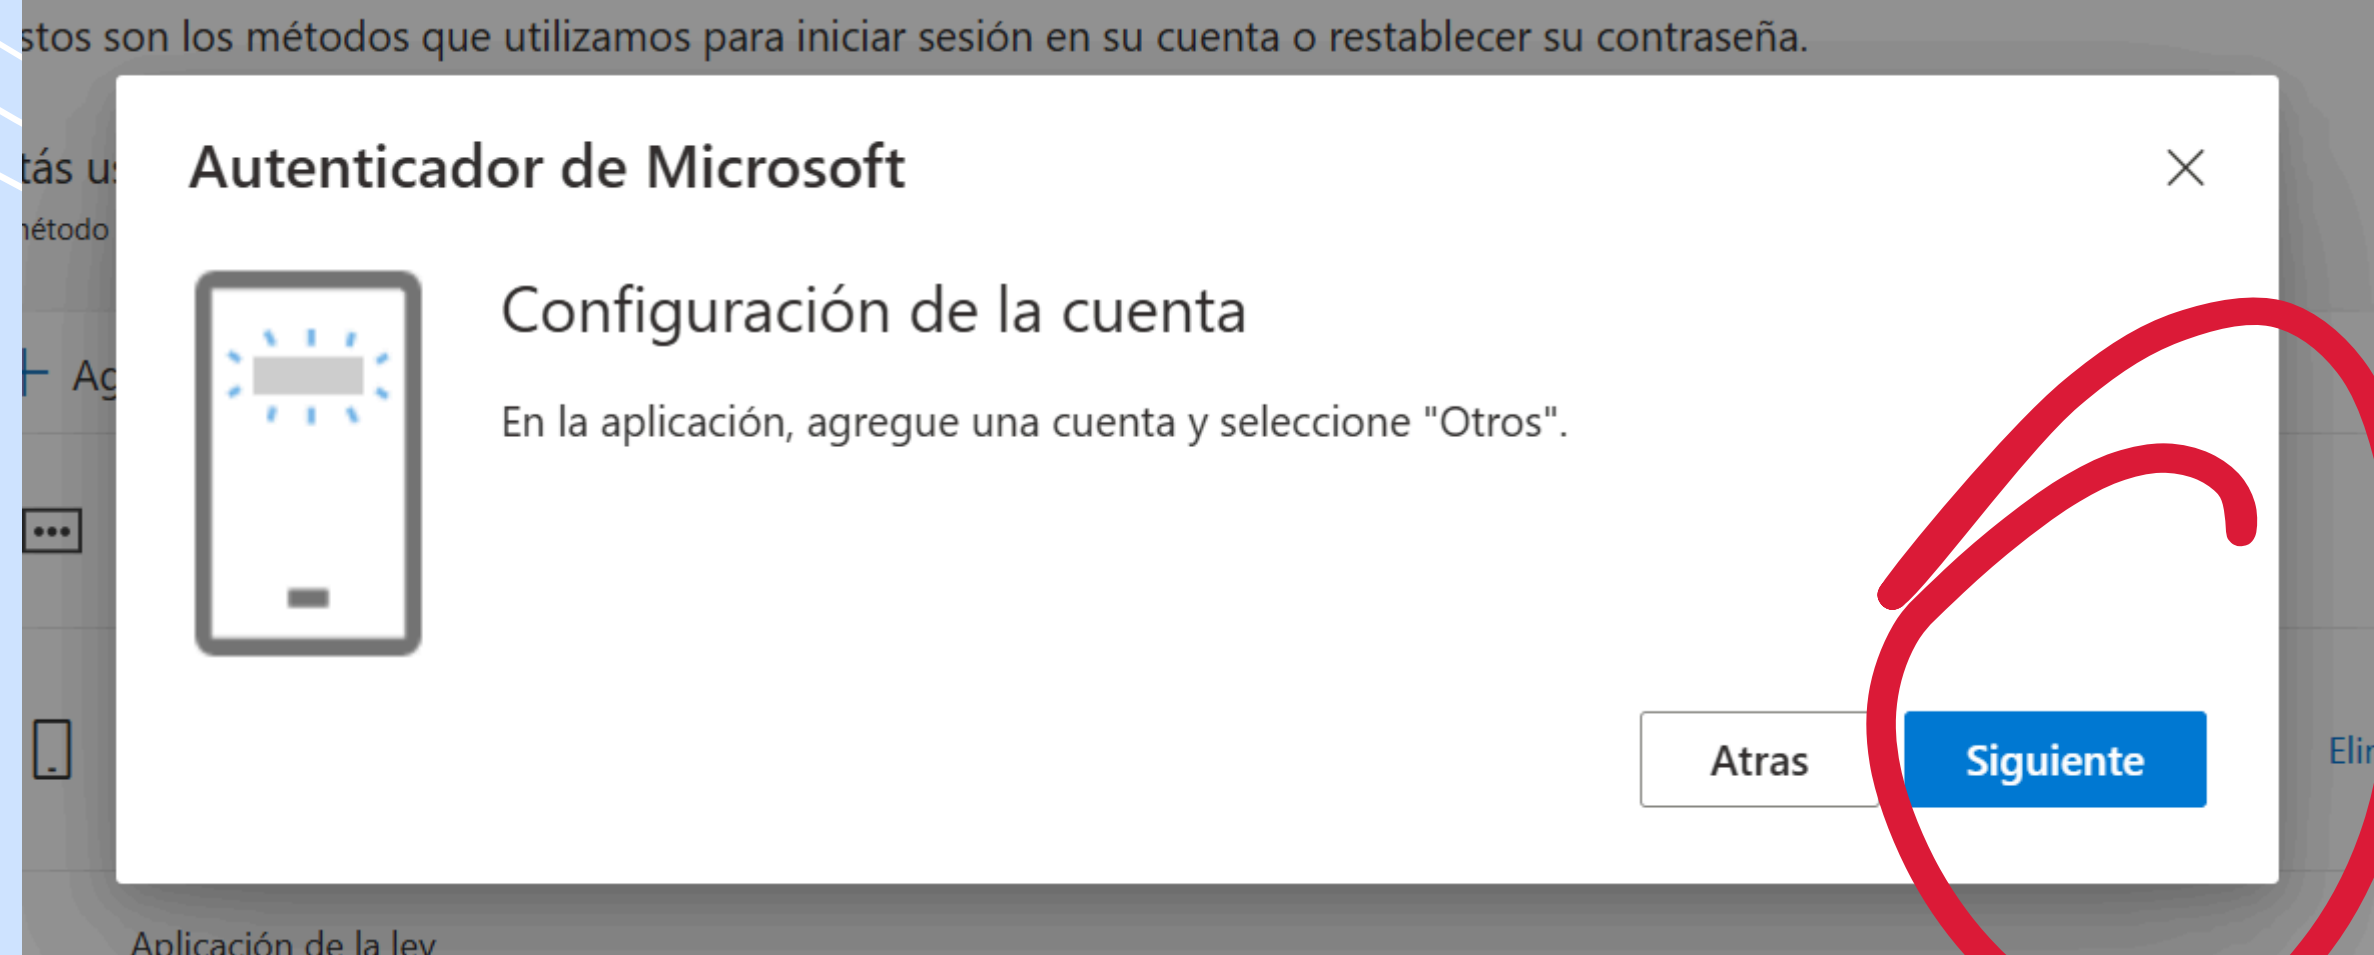 stos son los métodos que utilizamos para iniciar sesión en su cuenta o restablecer su contraseña.
Autenticador de Microsoft
tás us
nétodo
Configuración de la cuenta
Ag
En la aplicación, agregue una cuenta y seleccione "Otros".
Atras
Siguiente
Elin
Aplicación de la ley